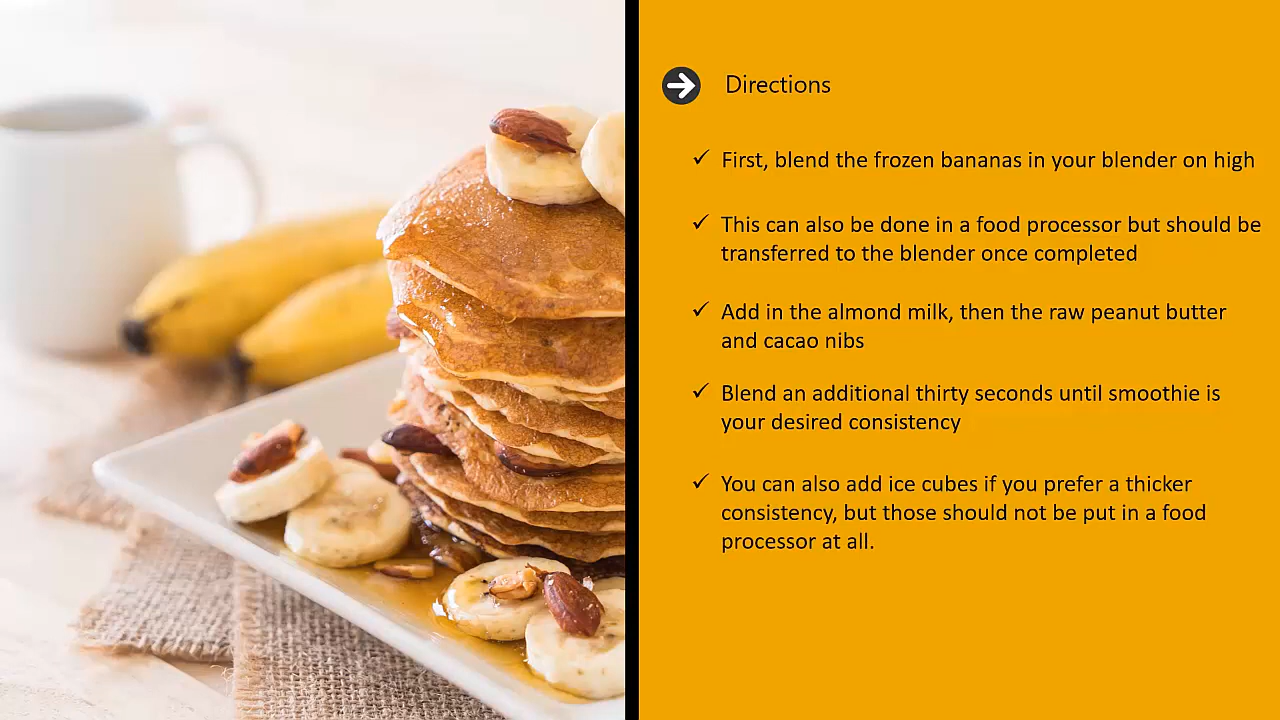 Directions
First, blend the frozen bananas in your blender on high
This can also be done in a food processor but should be
transferred to the blender once completed
Add in the almond milk, then the raw peanut butter
and cacao nibs
Blend an additional thirty seconds until smoothie is
your desired consistency
You can also add ice cubes if you prefer a thicker
consistency, but those should not be put in a food
processor at all.